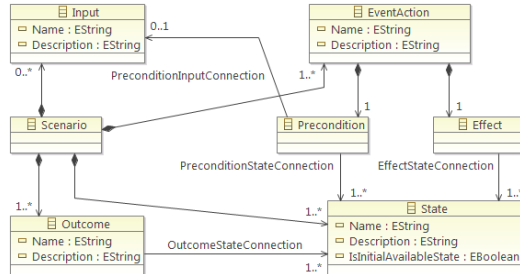 Input
Name : EString
Description : EString
EventAction
Name : EString
Description : EString
0..1
0..*
PreconditionInputConnection
1..*
1
1
Scenario
Precondition
Effect
PreconditionStateConnection
EffectStateConnection
1..*
1..*
1..*
1..*
Outcome
Name : EString
Description : EString
OutcomeStateConnection
1..*
State
Name : EString
Description : EString
IsInitialAvailableState : EBoolean